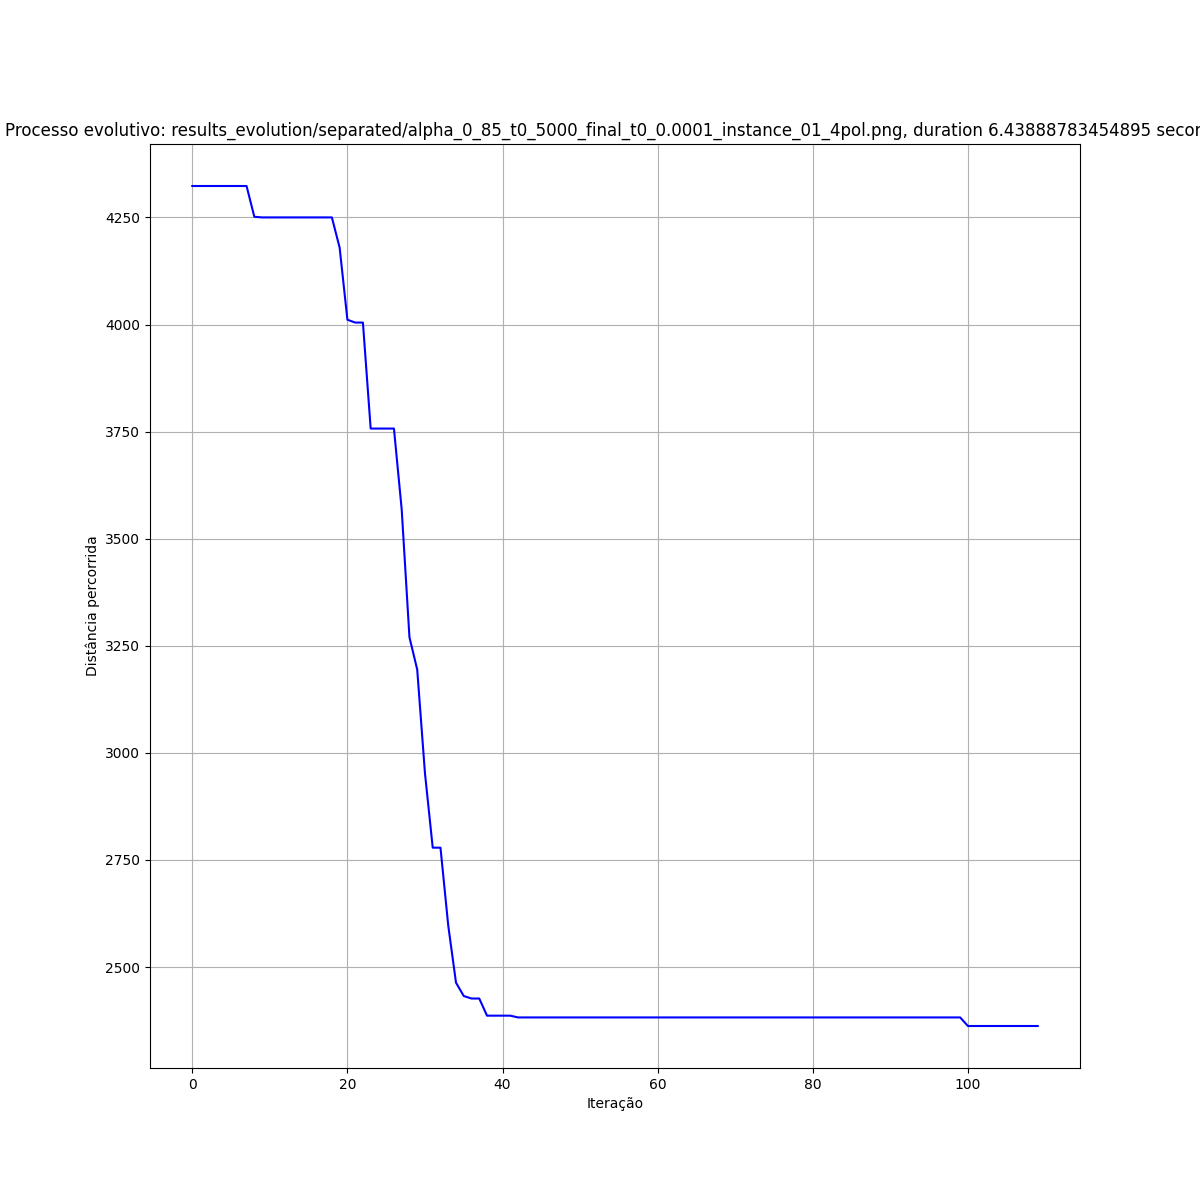 Processo evolutivo: results_evolution/separated/alpha_0_85_t0_5000_final_t0_0.0001_instance_01_4pol.png, duration 6.43888783454895
4250
4000
3750
3500
3250
3000
2750
2500
Distância percorrida
0 20 40 60 80 100
Iteração